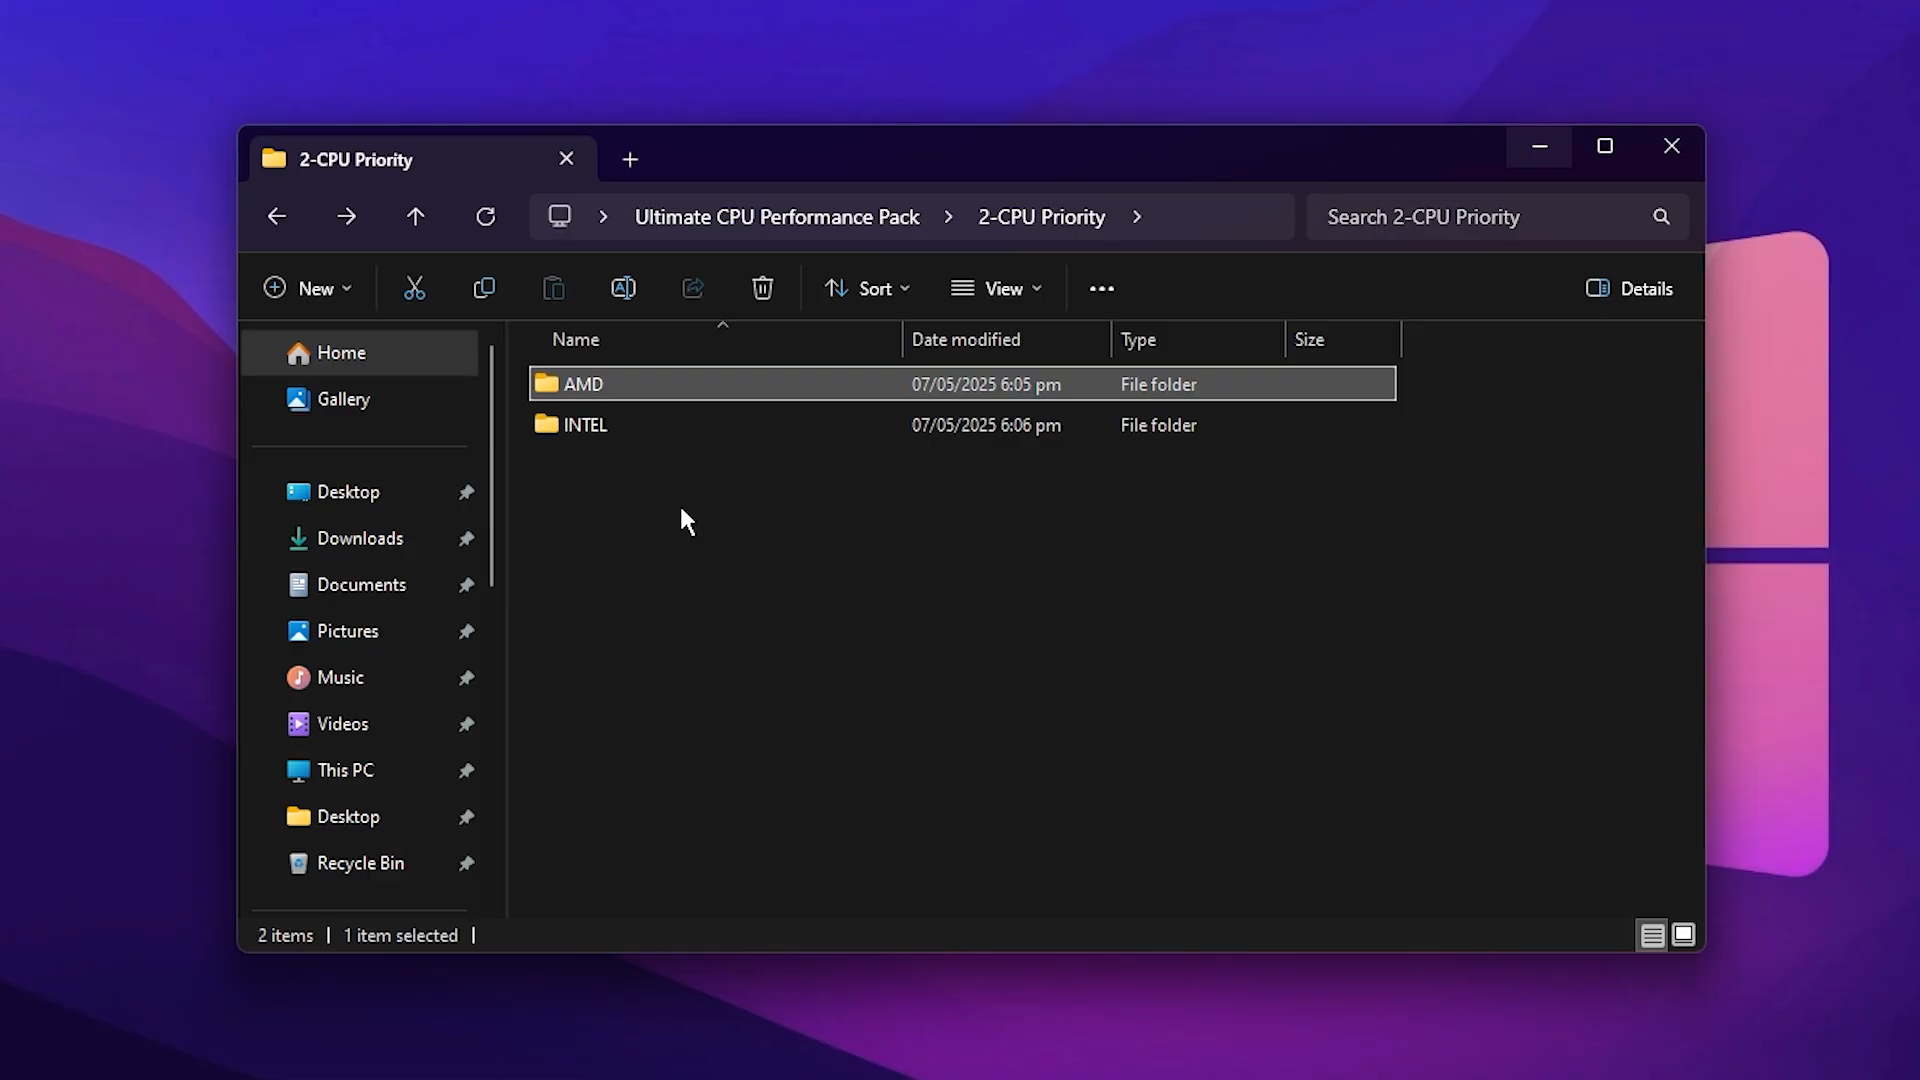 2-CPU Priority
Ultimate CPU Performance Pack 2-CPU Priority
Search 2-CPU Priority
New
Sort
View
Details
Name Date modified Type Size
AMD 07/05/2025 6:05 pm File folder
INTEL 07/05/2025 6:06 pm File folder
Home
Gallery
Desktop
Downloads
Documents
Pictures
Music
Videos
This PC
Desktop
Recycle Bin
2 items 1 item selected